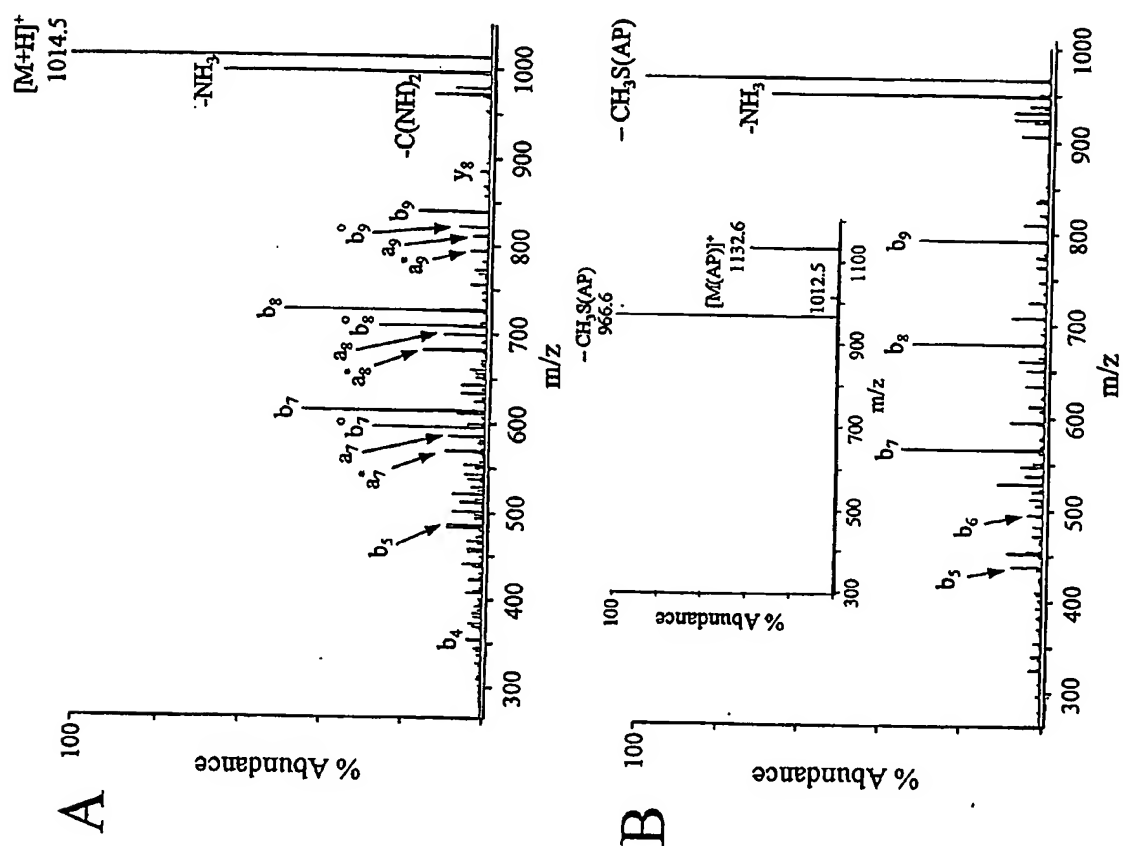 A
[M+H]⁺
1014.5
-NH₃
-C(NH)₂
y₈
b₉
b₉°
a₉
a₉*
b₈
b₈°
a₈
a₈*
b₇
b₇°
a₇
a₇*
b₅
b₄
100
% Abundance
300 400 500 600 700 800 900 1000
m/z
B
– CH₃S(AP)
-NH₃
b₉
b₈
b₇
b₆
b₅
100
% Abundance
300 400 500 600 700 800 900 1000
m/z
– CH₃S(AP)
966.6
[M(AP)]⁺
1132.6
1012.5
100
% Abundance
300 500 700 900 1100
m/z